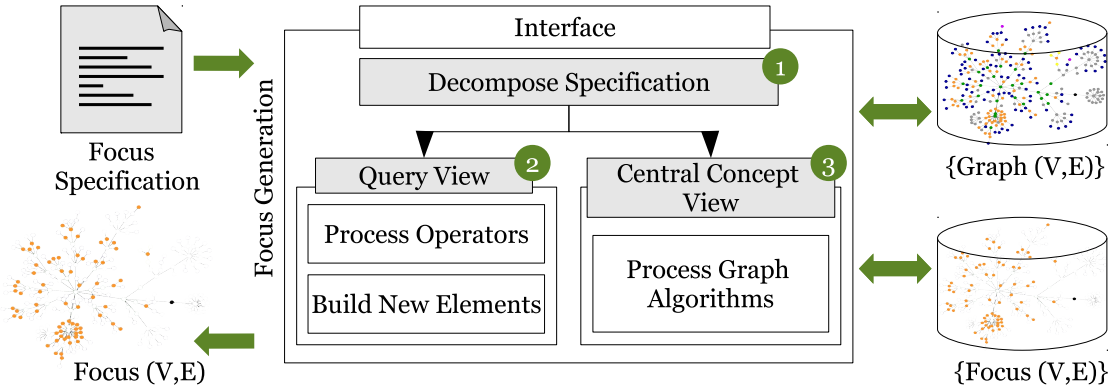 Focus
Specification
Focus (V,E)
Focus Generation
Interface
Decompose Specification
1
Query View
2
Process Operators
Build New Elements
Central Concept
View
3
Process Graph
Algorithms
{Graph (V,E)}
{Focus (V,E)}